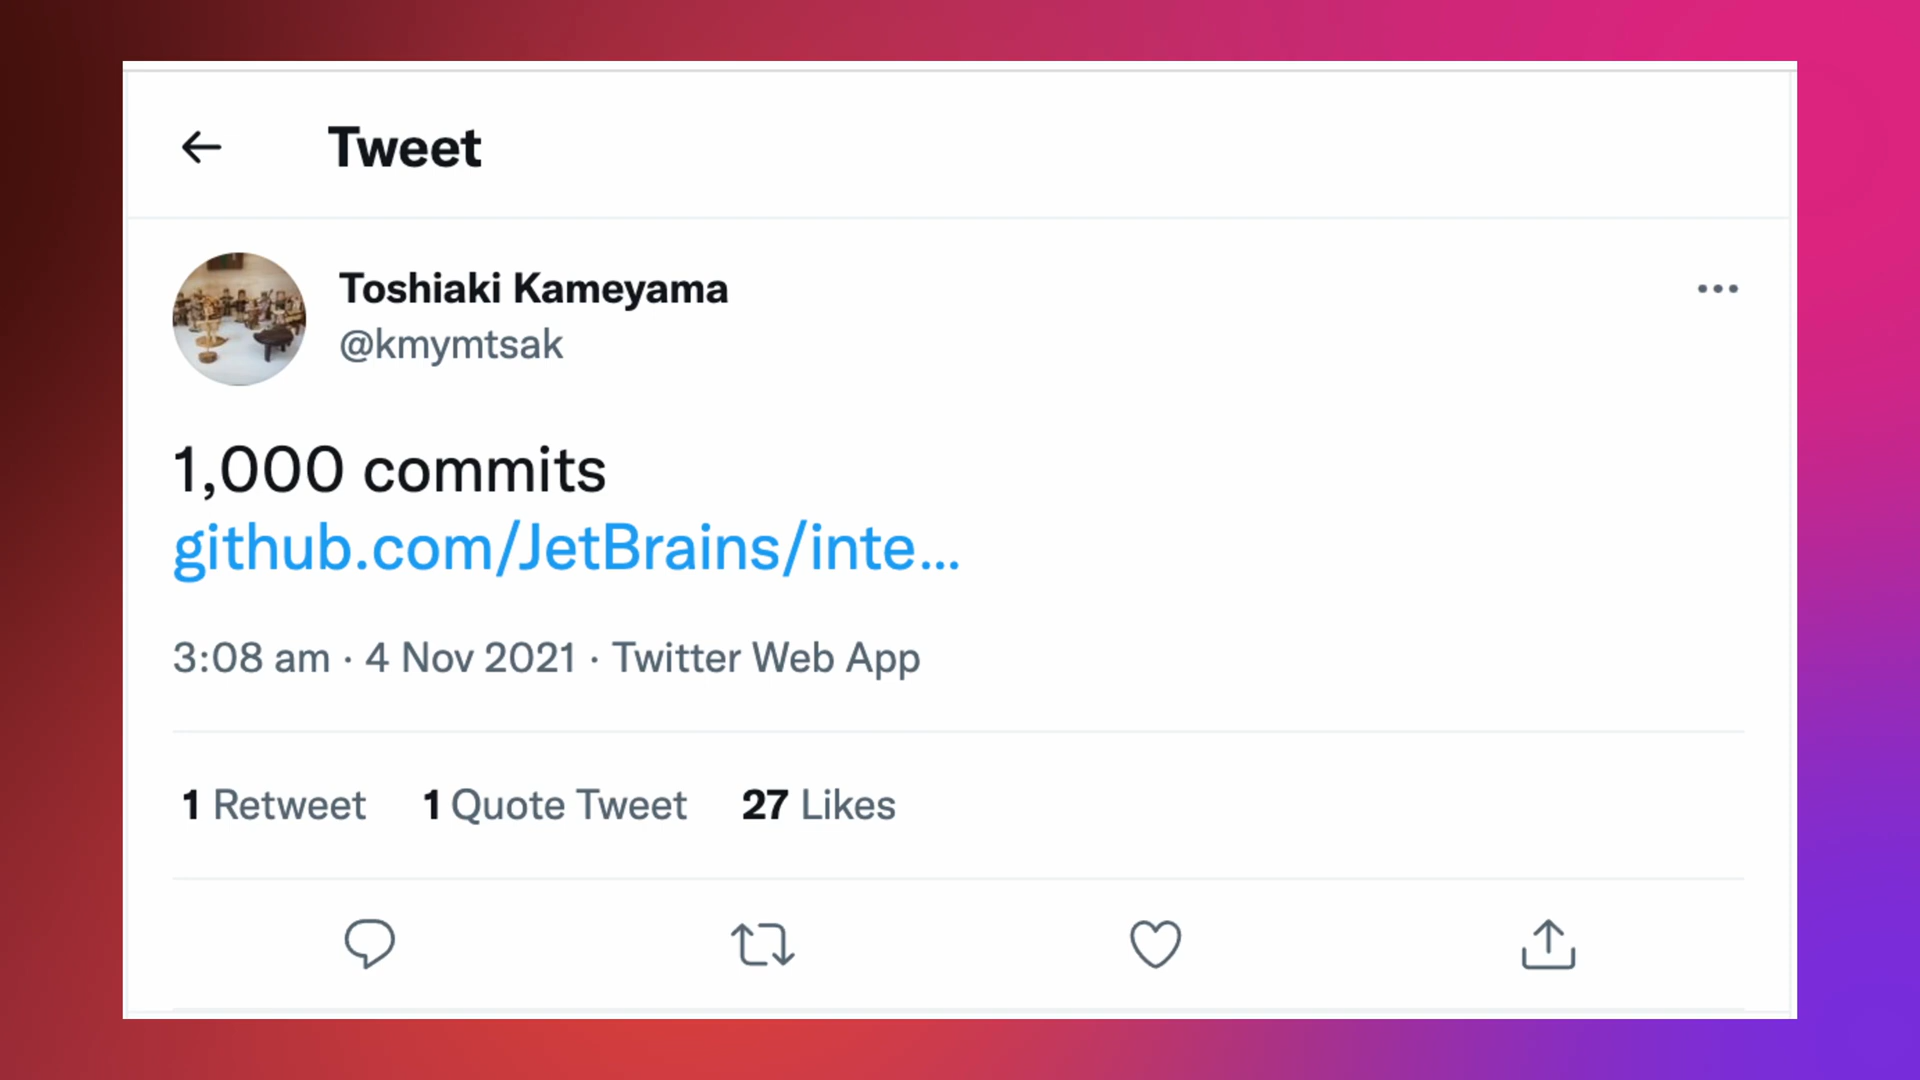 Tweet
Toshiaki Kameyama
@kmymtsak
1,000 commits
github.com/JetBrains/inte...
3:08 am · 4 Nov 2021 · Twitter Web App
1 Retweet 1 Quote Tweet 27 Likes